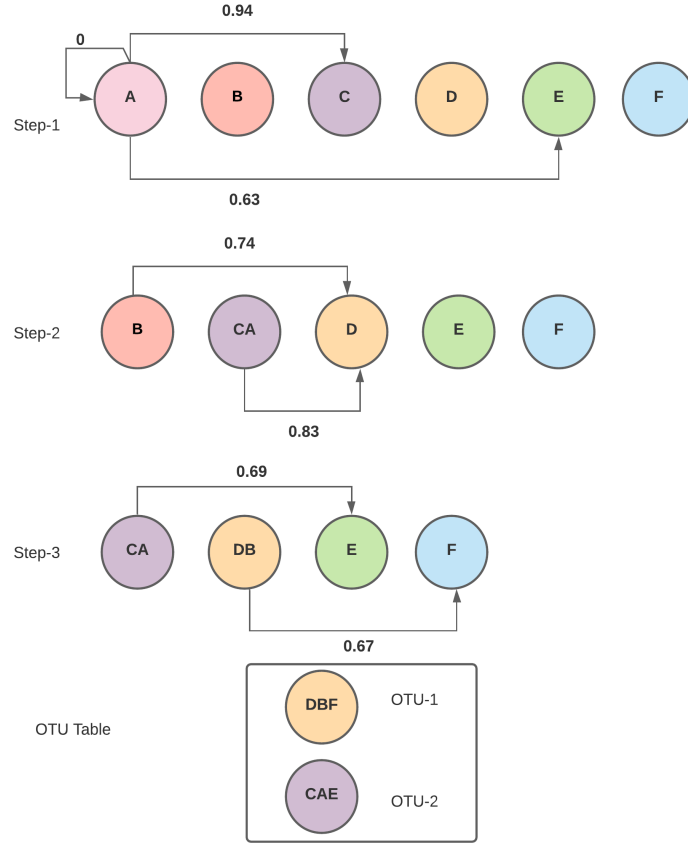 0.94
0
A B C D E F
Step-1
0.63
0.74
B CA D E F
Step-2
0.83
0.69
CA DB E F
Step-3
0.67
DBF OTU-1
OTU Table
CAE OTU-2